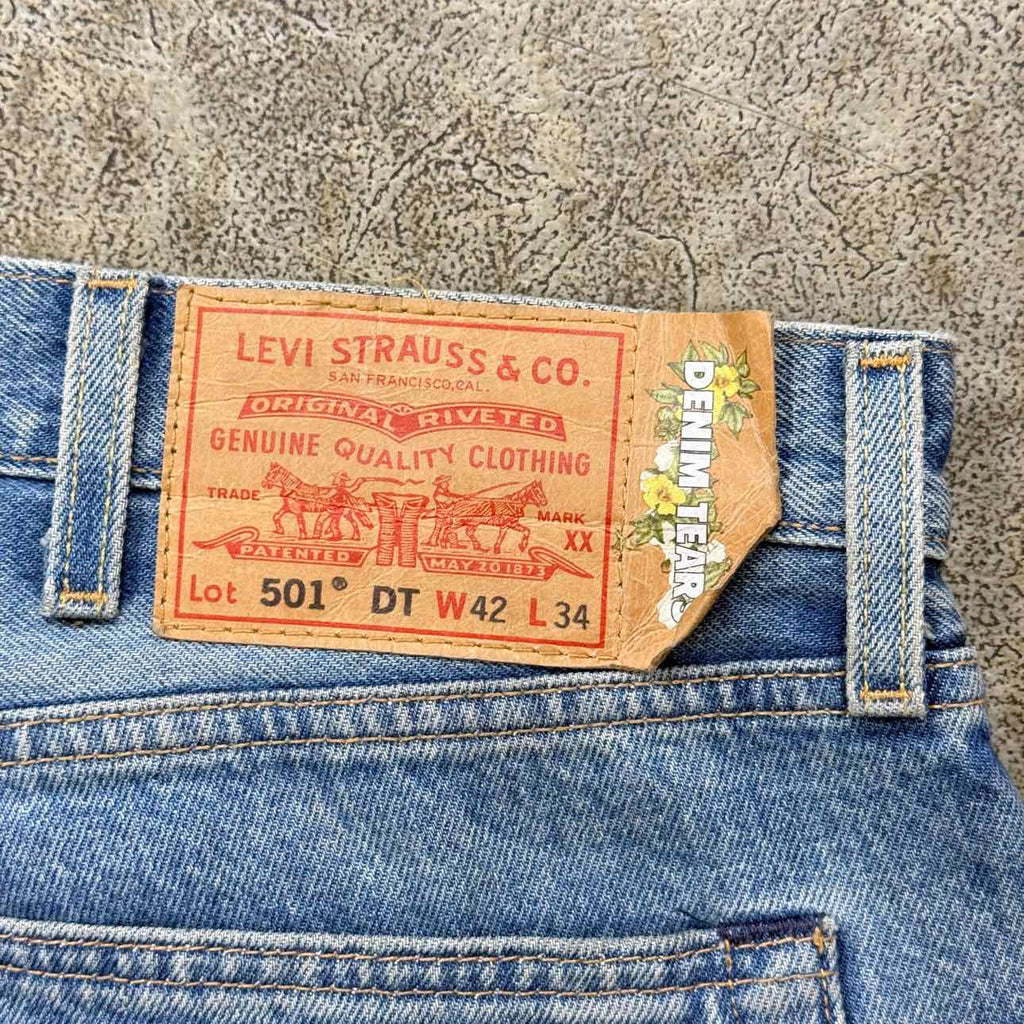 LEVI STRAUSS & CO.
SAN FRANCISCO, CAL.
ORIGINAL RIVETED
GENUINE QUALITY CLOTHING
TRADE MARK
XX
PATENTED MAY 20 1873
Lot 501® DT W42 L34
DENIM TEARS